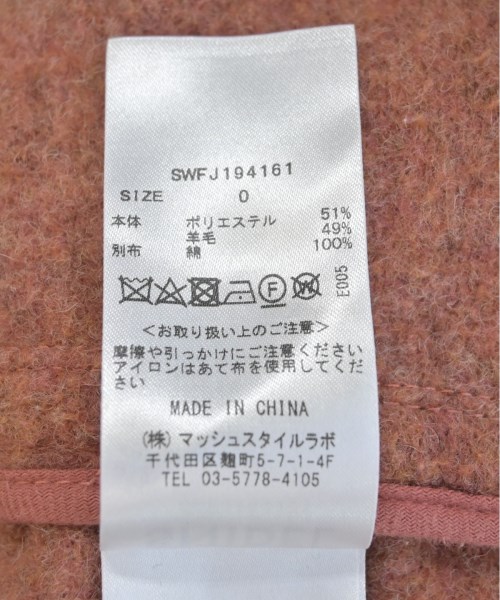 SWFJ194161
SIZE 0
本体 ポリエステル 51%
羊毛 49%
別布 綿 100%
F W E005
<お取り扱い上のご注意>
摩擦や引っかけにご注意ください
アイロンはあて布を使用してくだ
さい
MADE IN CHINA
(株)マッシュスタイルラボ
千代田区麹町5-7-1-4F
TEL 03-5778-4105